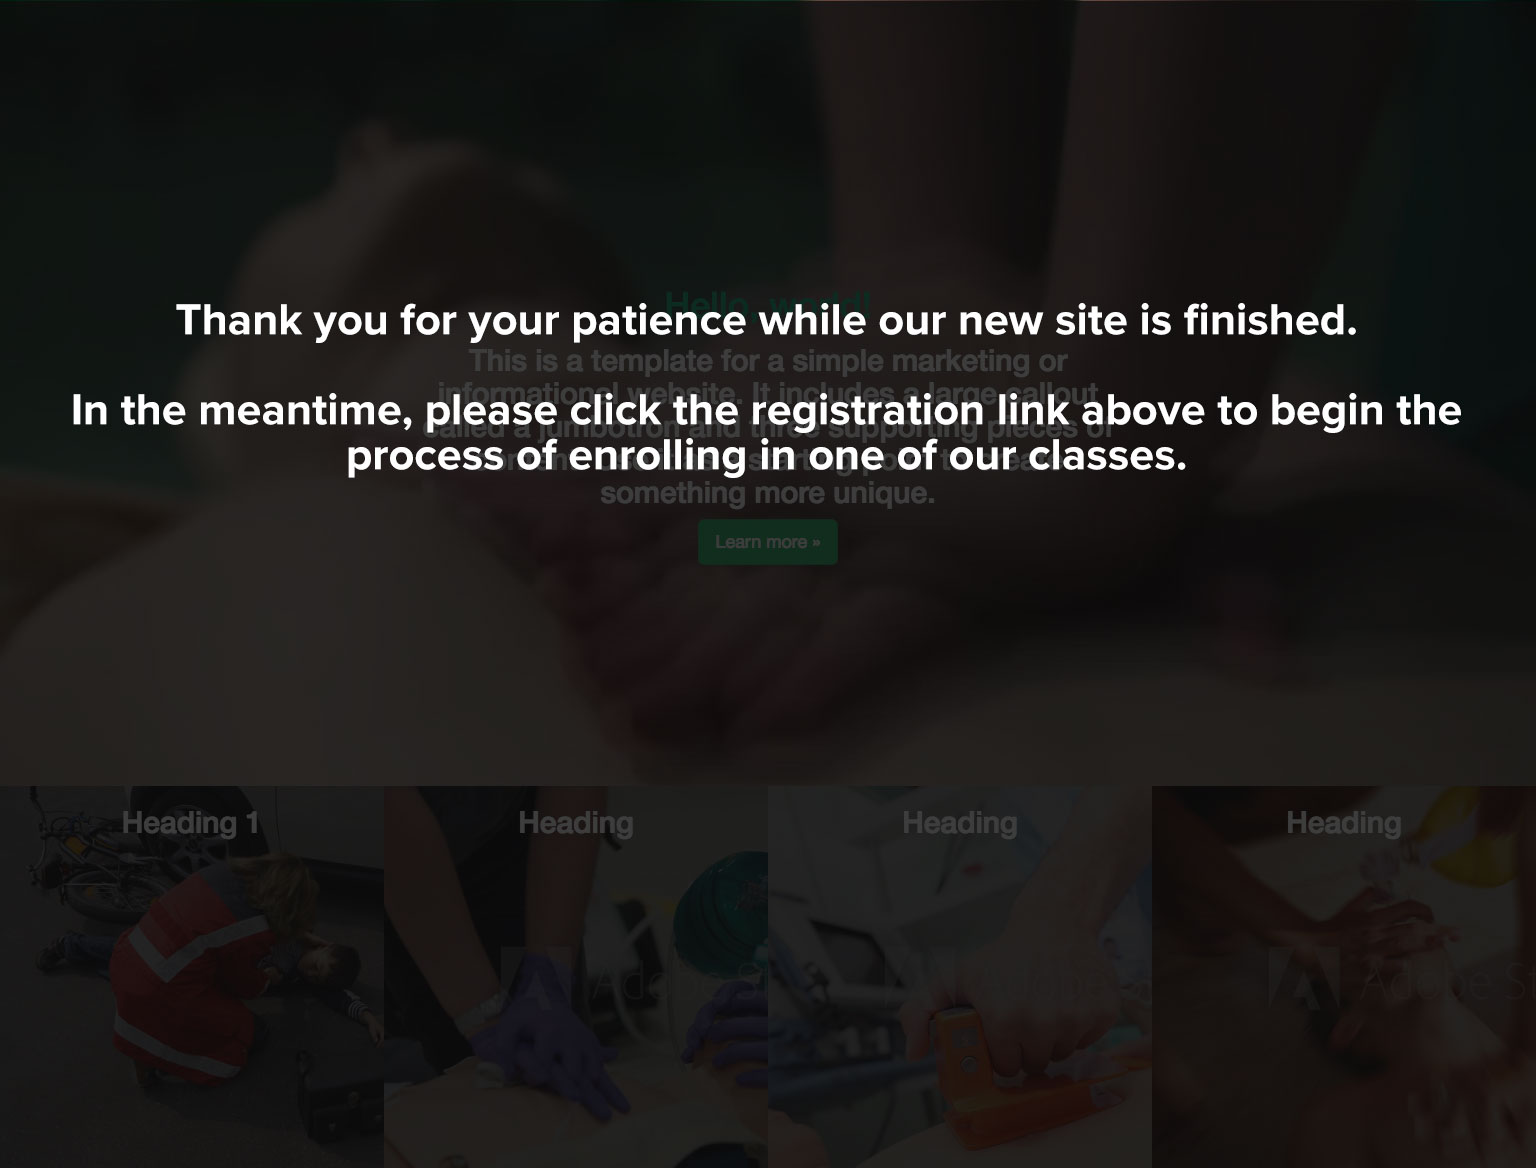 Hello, world!
Thank you for your patience while our new site is finished.
This is a template for a simple marketing or
informational website. It includes a large callout
In the meantime, please click the registration link above to begin the
called a jumbotron and three supporting pieces of
process of enrolling in one of our classes.
something more unique.
Learn more »
Heading 1
Heading
Heading
Heading
Adobe S
Adobe
Adobe S